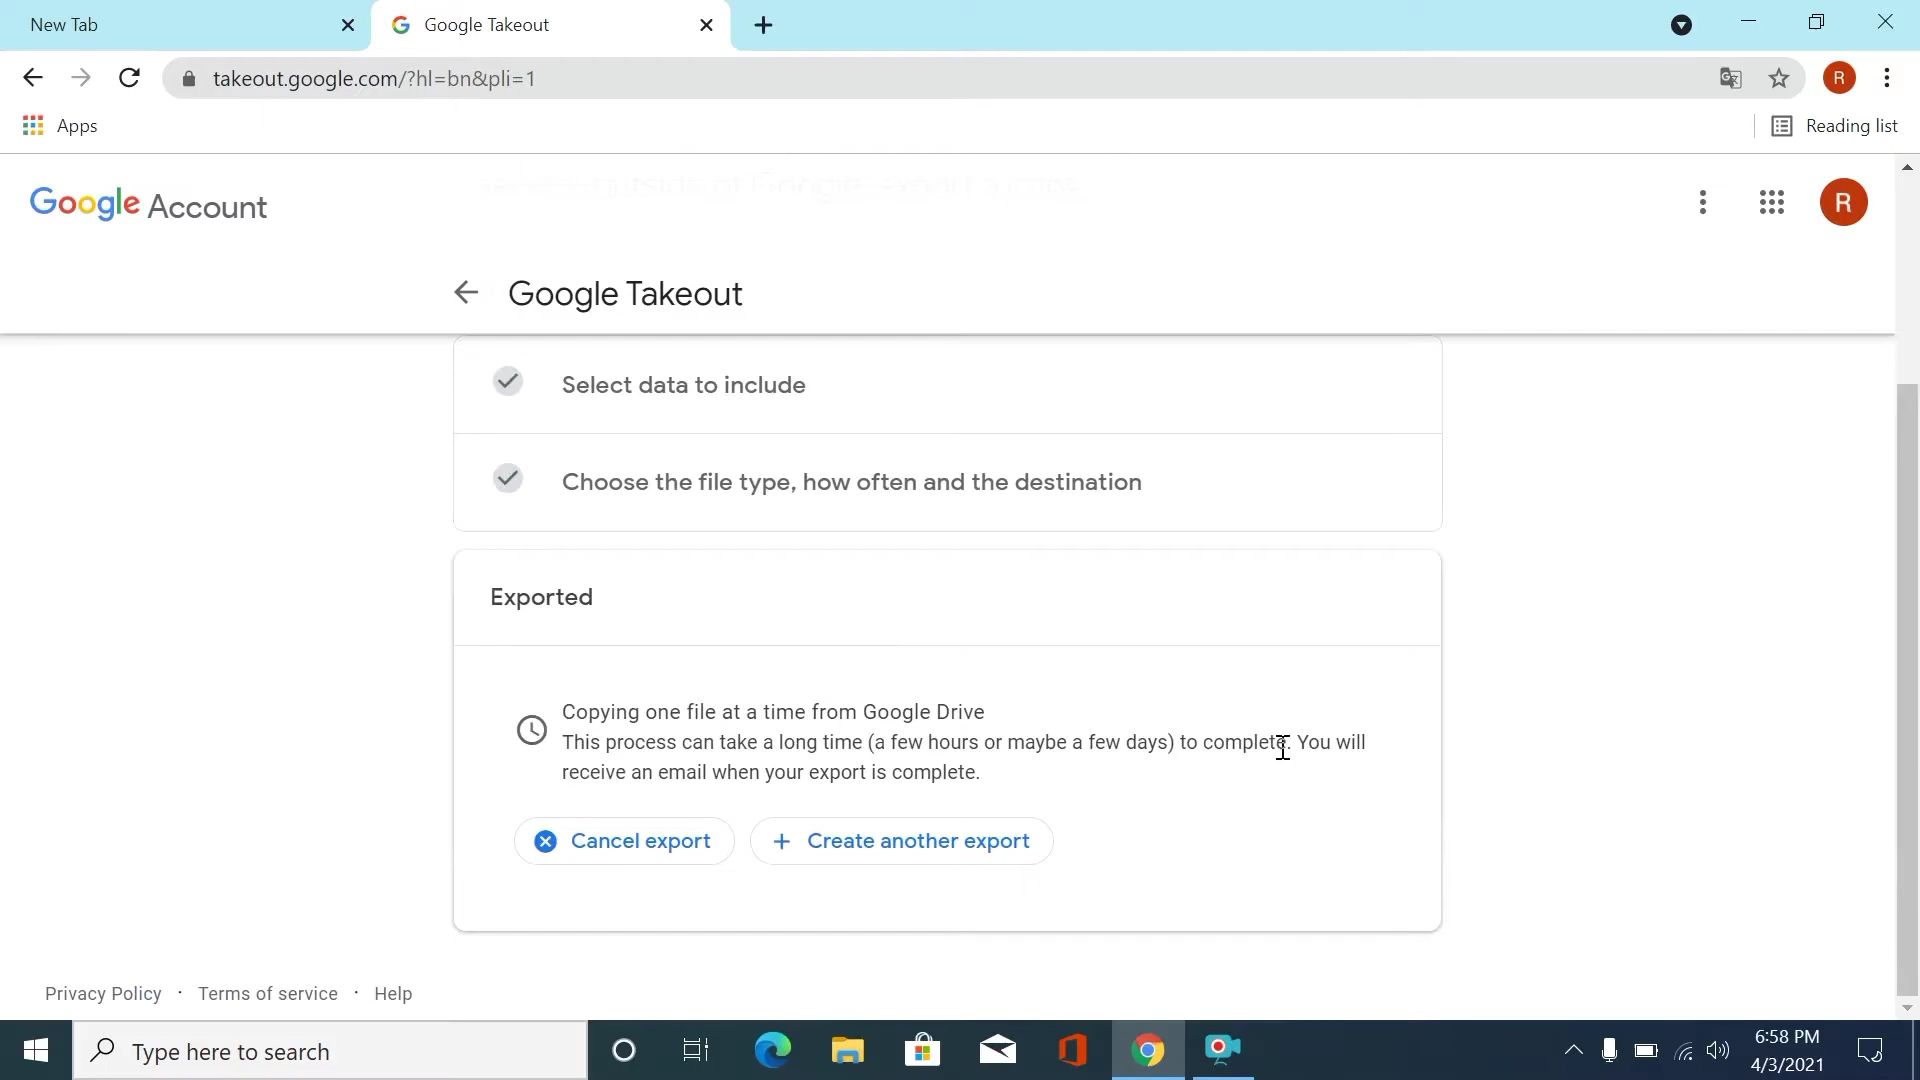 New Tab
Google Takeout
takeout.google.com/?hl=bn&pli=1
R
Apps
Reading list
Google Account
R
Google Takeout
Select data to include
Choose the file type, how often and the destination
Exported
Copying one file at a time from Google Drive
This process can take a long time (a few hours or maybe a few days) to complete. You will
receive an email when your export is complete.
Cancel export
Create another export
Privacy Policy · Terms of service · Help
Type here to search
6:58 PM
4/3/2021